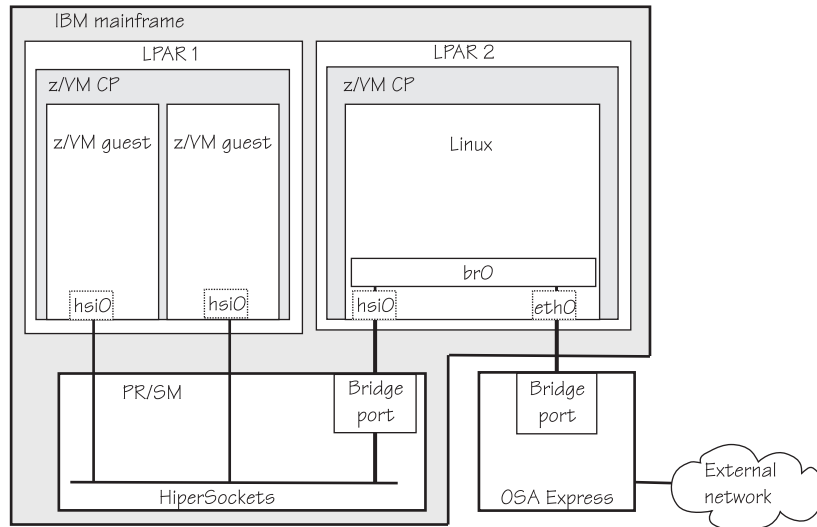 IBM mainframe
LPAR 1
LPAR 2
z/VM CP
z/VM CP
z/VM guest
z/VM guest
Linux
br0
hsi0
hsi0
hsi0
eth0
PR/SM
Bridge
port
Bridge
port
HiperSockets
OSA Express
External
network